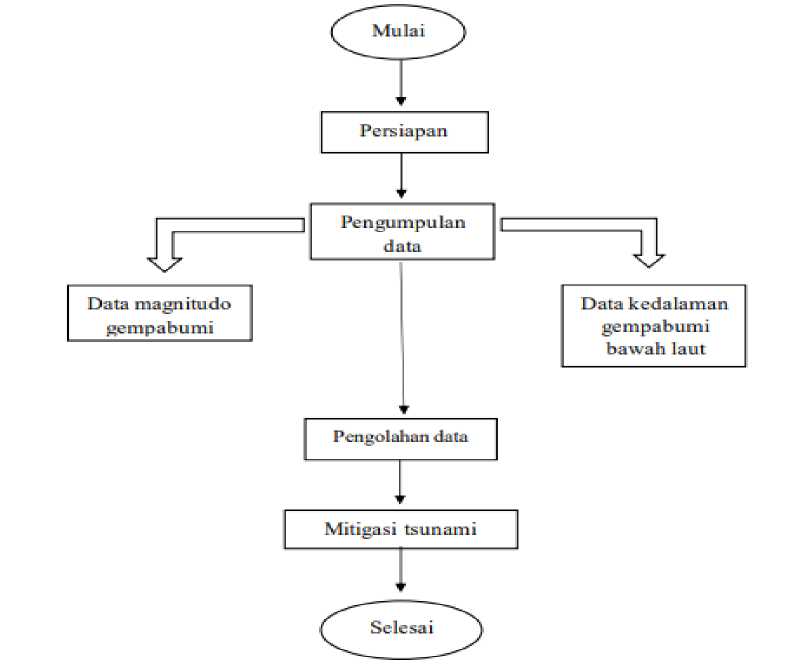 Mulai
Persiapan
Pengumpulan
data
Data magnitudo
gempabumi
Data kedalaman
gempabumi
bawah laut
Pengolahan data
Mitigasi tsunami
Selesai